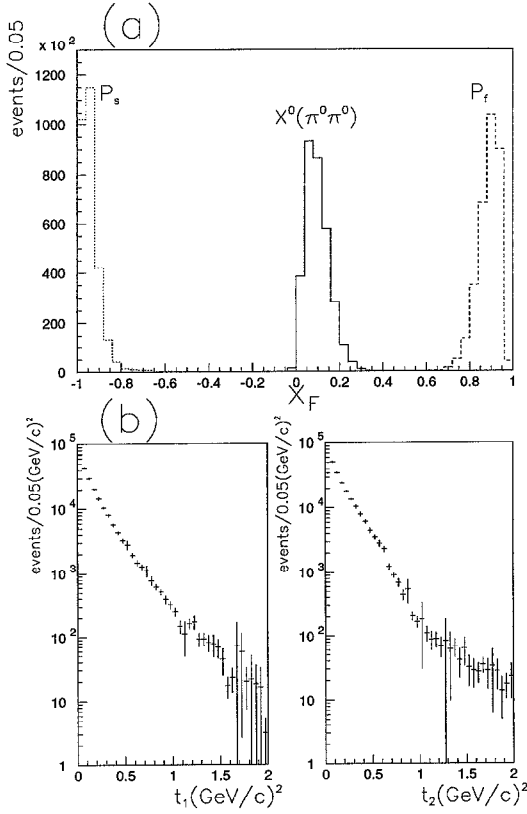 (a)
x 10²
events/0.05
1200
1000
800
600
400
200
0
P_s
X⁰(π⁰π⁰)
P_f
-1 -0.8 -0.6 -0.4 -0.2 0 0.2 0.4 0.6 0.8 1
X_F
(b)
events/0.05(GeV/c)²
10⁵
10⁴
10³
10²
10
1
0 0.5 1 1.5 2
t₁(GeV/c)²
events/0.05(GeV/c)²
10⁵
10⁴
10³
10²
10
1
0 0.5 1 1.5 2
t₂(GeV/c)²